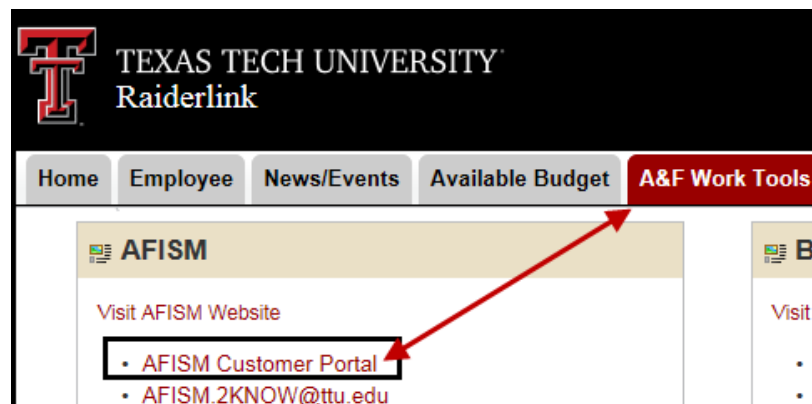 TEXAS TECH UNIVERSITY
Raiderlink
Home Employee News/Events Available Budget A&F Work Tools
AFISM
Visit AFISM Website
• AFISM Customer Portal
• AFISM.2KNOW@ttu.edu
B
Visit